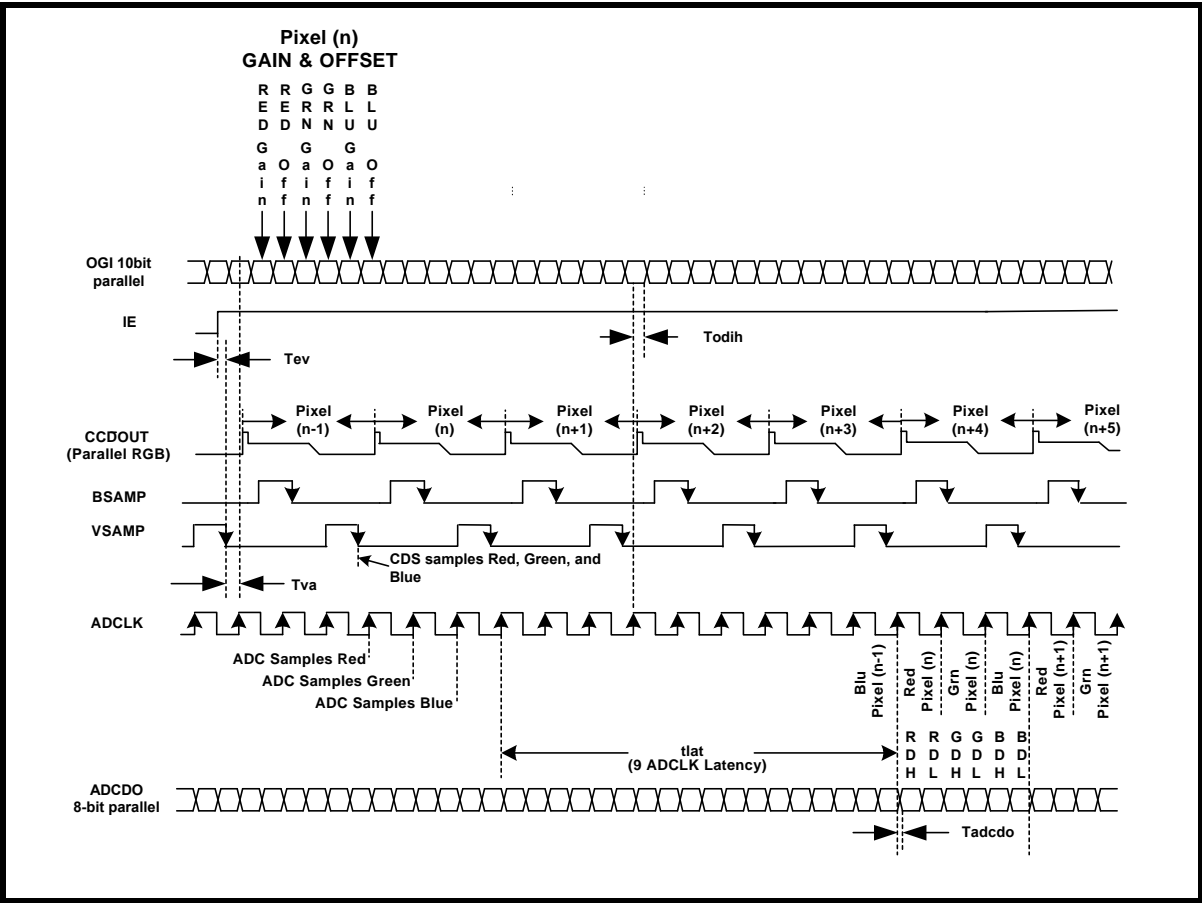 Pixel (n)
GAIN & OFFSET
RED Gain
RED Off
GRN Gain
GRN Off
BLU Gain
BLU Off
OGI 10bit
parallel
IE
Tev
Todih
Pixel
(n-1)
Pixel
(n)
Pixel
(n+1)
Pixel
(n+2)
Pixel
(n+3)
Pixel
(n+4)
Pixel
(n+5)
CCDOUT
(Parallel RGB)
BSAMP
VSAMP
CDS samples Red, Green, and
Blue
Tva
ADCLK
ADC Samples Red
ADC Samples Green
ADC Samples Blue
Blu
Pixel (n-1)
Red
Pixel (n)
Grn
Pixel (n)
Blu
Pixel (n)
Red
Pixel (n+1)
Grn
Pixel (n+1)
tlat
(9 ADCLK Latency)
RDH
RDL
GDH
GDL
BDH
BDL
ADCDO
8-bit parallel
Tadcdo